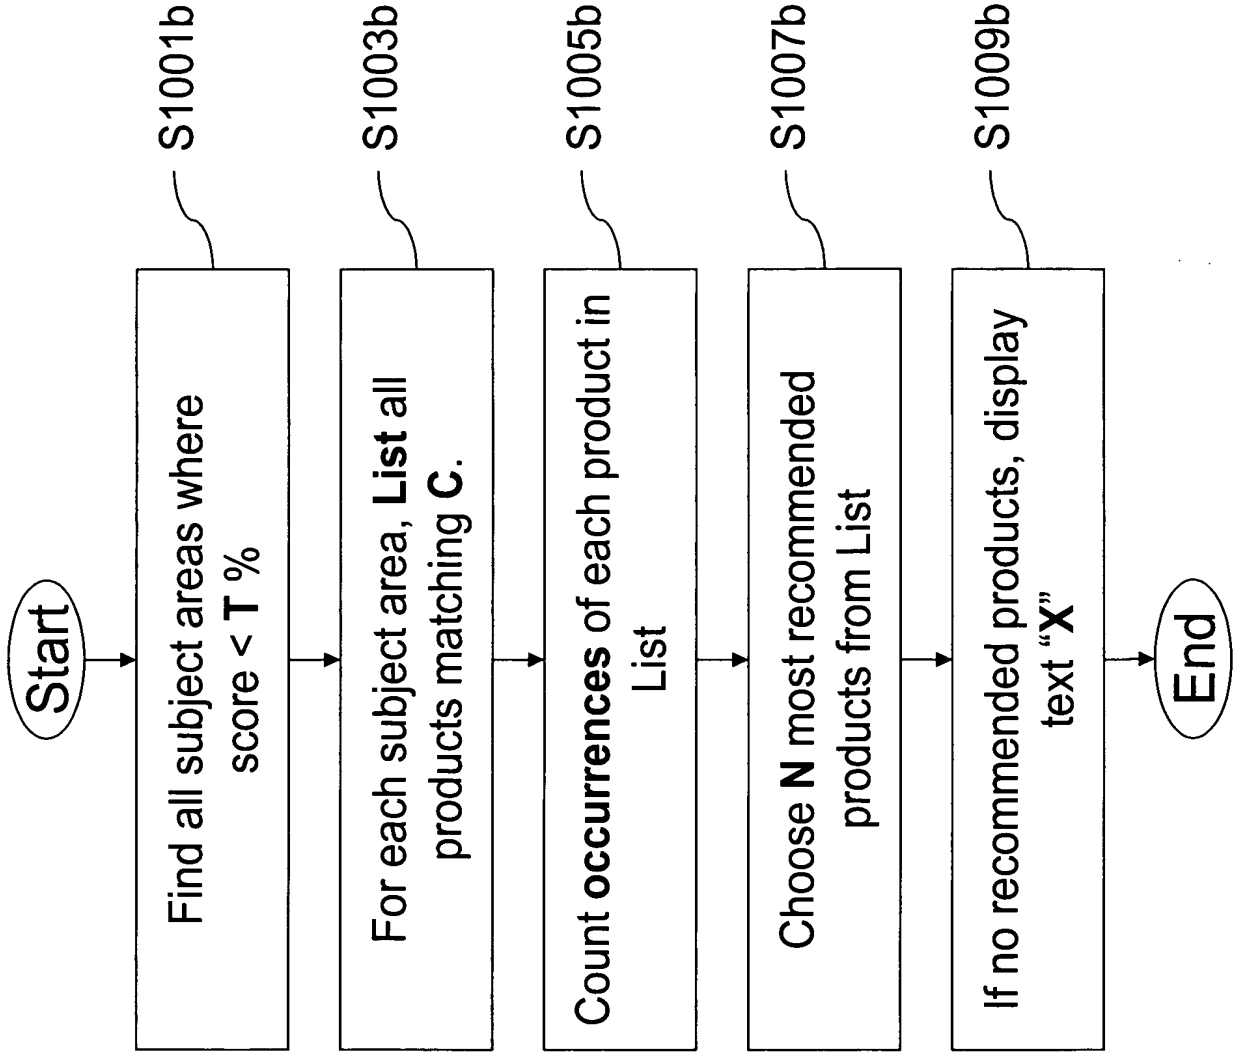 Start
Find all subject areas where
score < T %
S1001b
For each subject area, List all
products matching C.
S1003b
Count occurrences of each product in
List
S1005b
Choose N most recommended
products from List
S1007b
If no recommended products, display
text “X”
S1009b
End